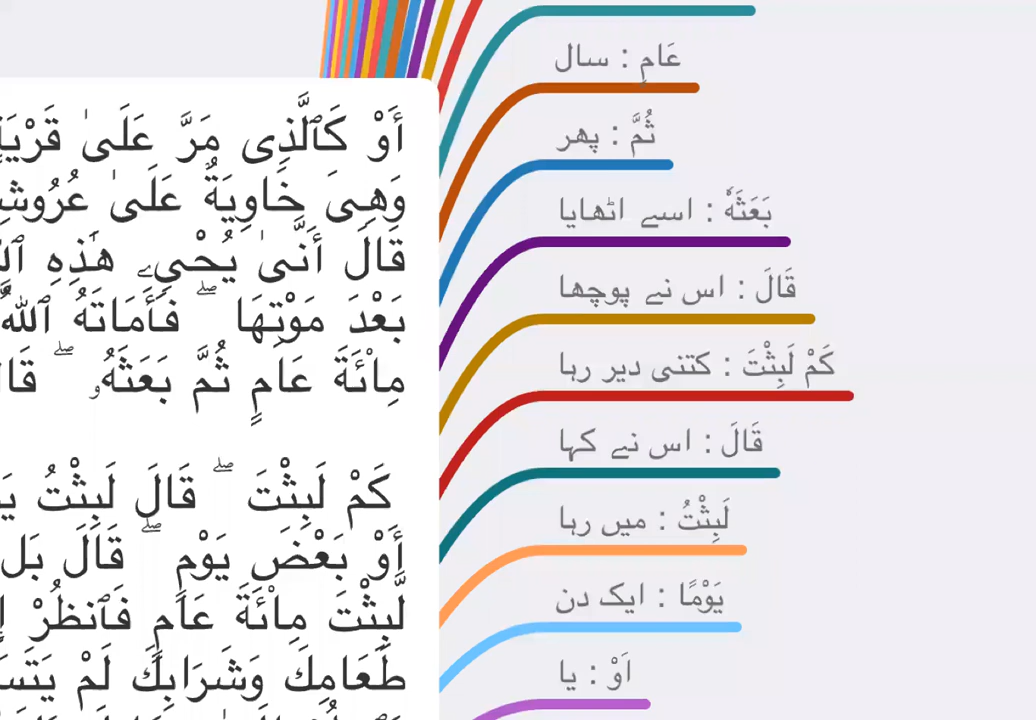 أَوْ كَٱلَّذِى مَرَّ عَلَىٰ
وَهِىَ خَاوِيَةٌ عَلَىٰ
قَالَ أَنَّىٰ يُحْىِۦ هَٰذِهِ
بَعْدَ مَوْتِهَا ۖ فَأَمَاتَهُ ٱللَّهُ
مِا۟ئَةَ عَامٍ ثُمَّ بَعَثَهُۥ ۖ
كَمْ لَبِثْتَ ۖ قَالَ لَبِثْتُ
أَوْ بَعْضَ يَوْمٍ ۖ قَالَ بَل
لَّبِثْتَ مِا۟ئَةَ عَامٍ فَٱنظُرْ
طَعَامِكَ وَشَرَابِكَ لَمْ
عَامٍ : سال
ثُمَّ : پھر
بَعَثَهٗ : اسے اٹھایا
قَالَ : اس نے پوچھا
كَمْ لَبِثْتَ : کتنی دیر رہا
قَالَ : اس نے کہا
لَبِثْتُ : میں رہا
يَوْمًا : ایک دن
اَوْ : یا